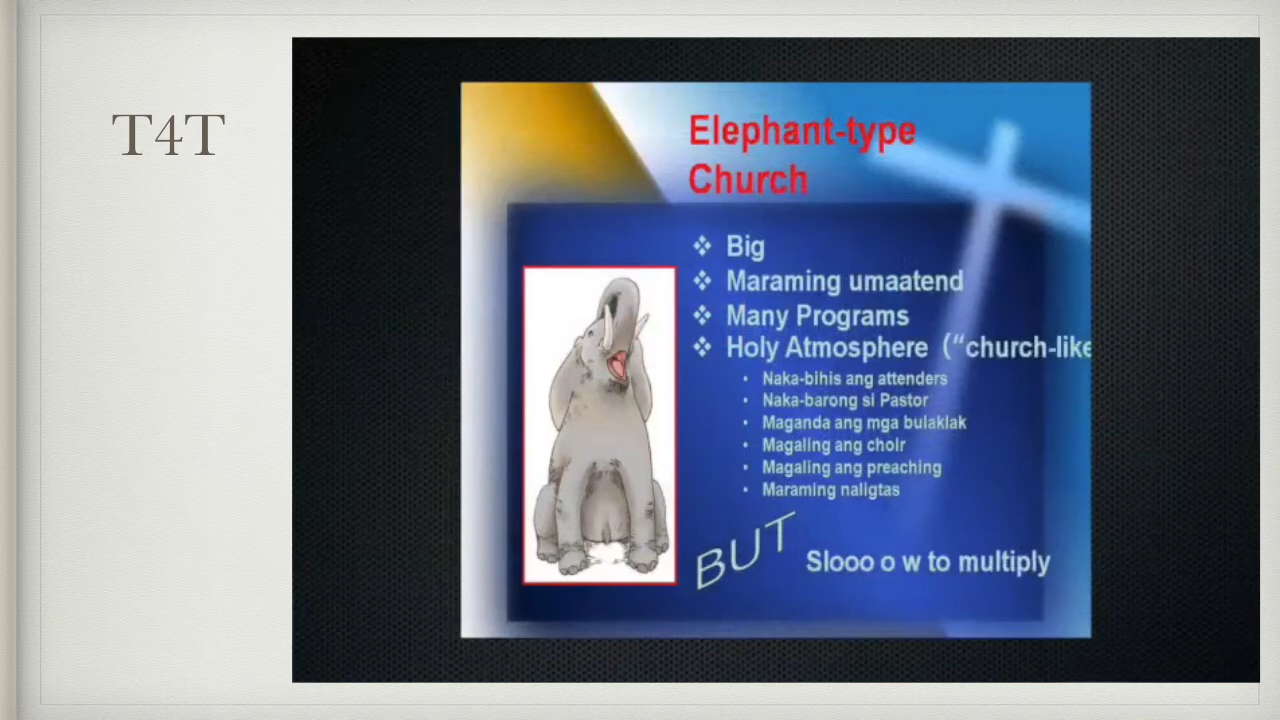 T4T
Elephant-type
Church
❖ Big
❖ Maraming umaatend
❖ Many Programs
❖ Holy Atmosphere ("church-like
• Naka-bihis ang attenders
• Naka-barong si Pastor
• Maganda ang mga bulaklak
• Magaling ang choir
• Magaling ang preaching
• Maraming naligtas
BUT
Slooo o w to multiply